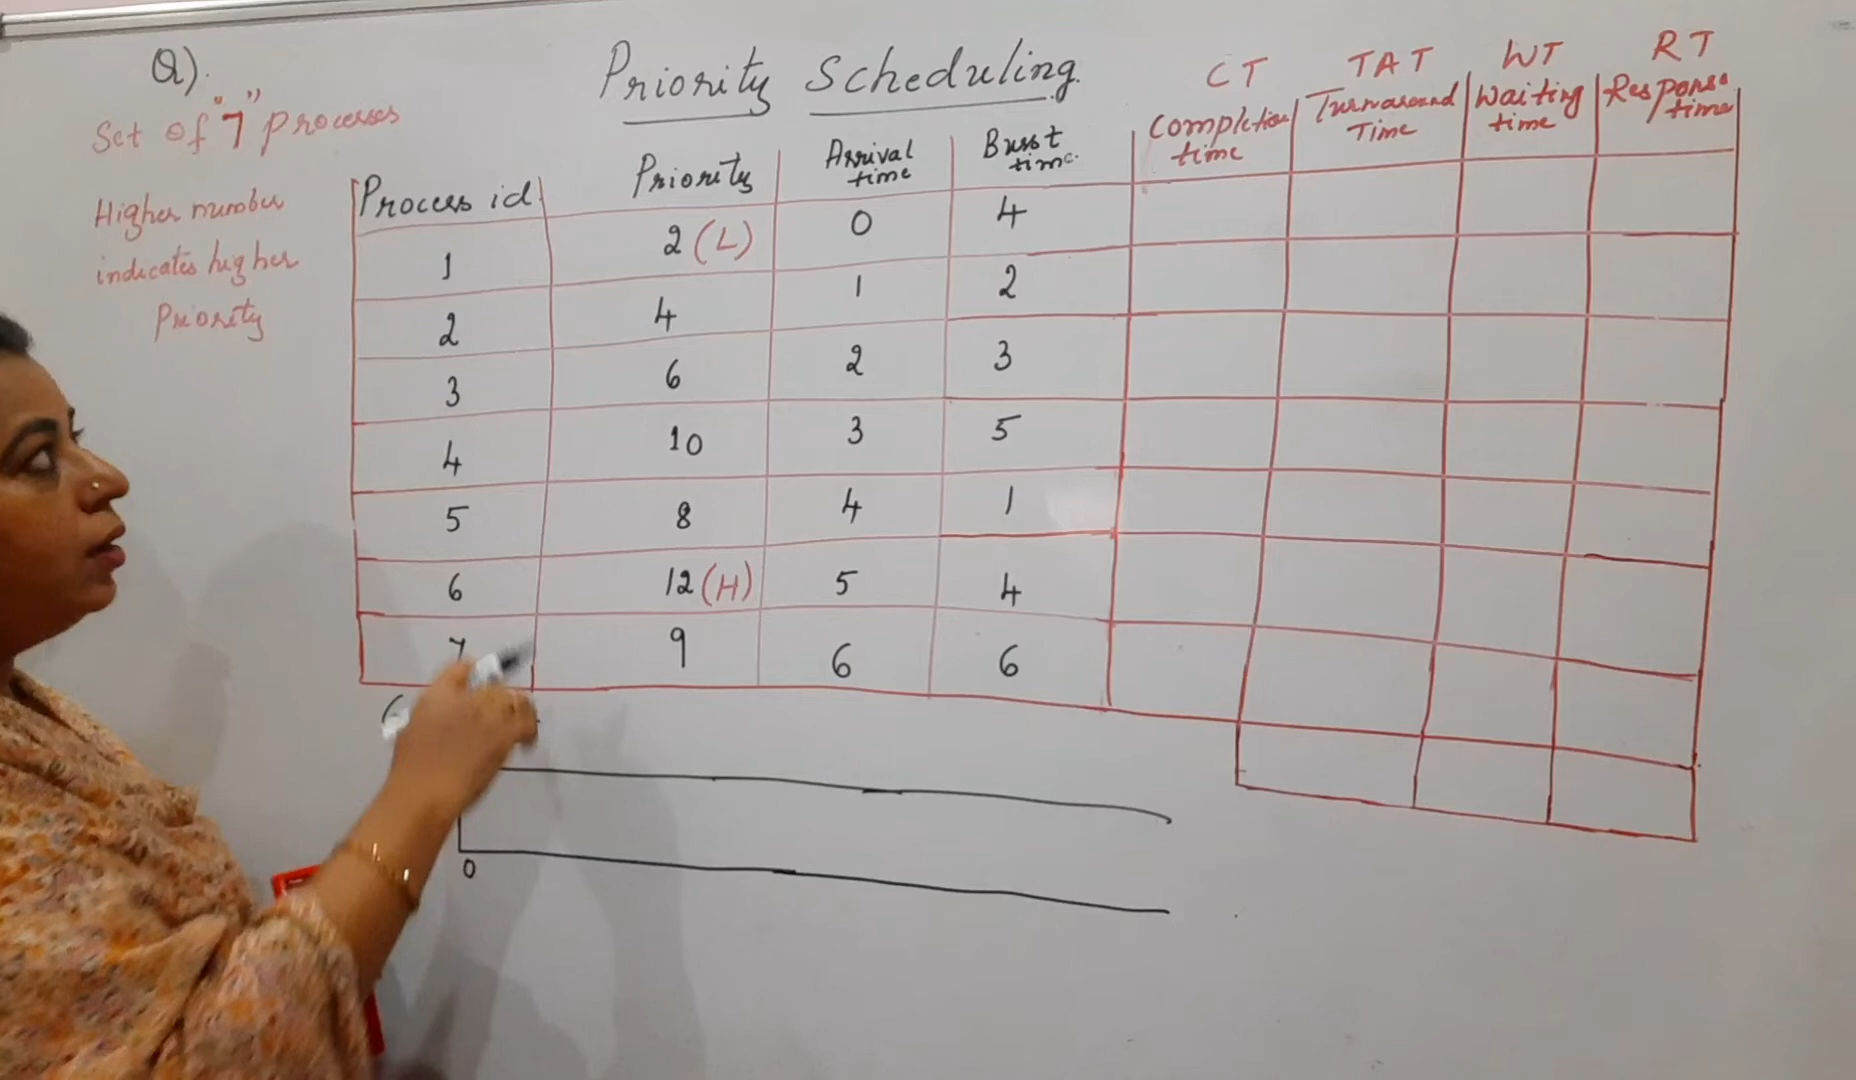 Q).
Set of "7" processes
Higher number
indicates higher
Priority
Priority Scheduling
Process id Priority Arrival time Burst time CT Completion time TAT Turnaround Time WT Waiting time RT Response time
1 2 (L) 0 4
2 4 1 2
3 6 2 3
4 10 3 5
5 8 4 1
6 12 (H) 5 4
7 9 6 6
0